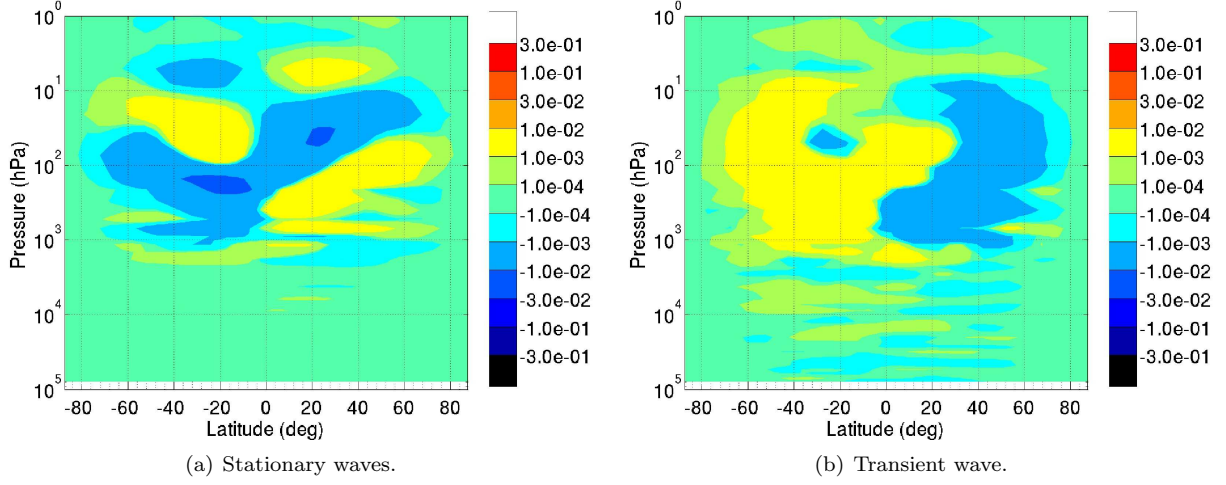 10^0
10^1
10^2
10^3
10^4
10^5
Pressure (hPa)
-80 -60 -40 -20 0 20 40 60 80
Latitude (deg)
3.0e-01
1.0e-01
3.0e-02
1.0e-02
1.0e-03
1.0e-04
-1.0e-04
-1.0e-03
-1.0e-02
-3.0e-02
-1.0e-01
-3.0e-01
(a) Stationary waves.
10^0
10^1
10^2
10^3
10^4
10^5
Pressure (hPa)
-80 -60 -40 -20 0 20 40 60 80
Latitude (deg)
3.0e-01
1.0e-01
3.0e-02
1.0e-02
1.0e-03
1.0e-04
-1.0e-04
-1.0e-03
-1.0e-02
-3.0e-02
-1.0e-01
-3.0e-01
(b) Transient wave.